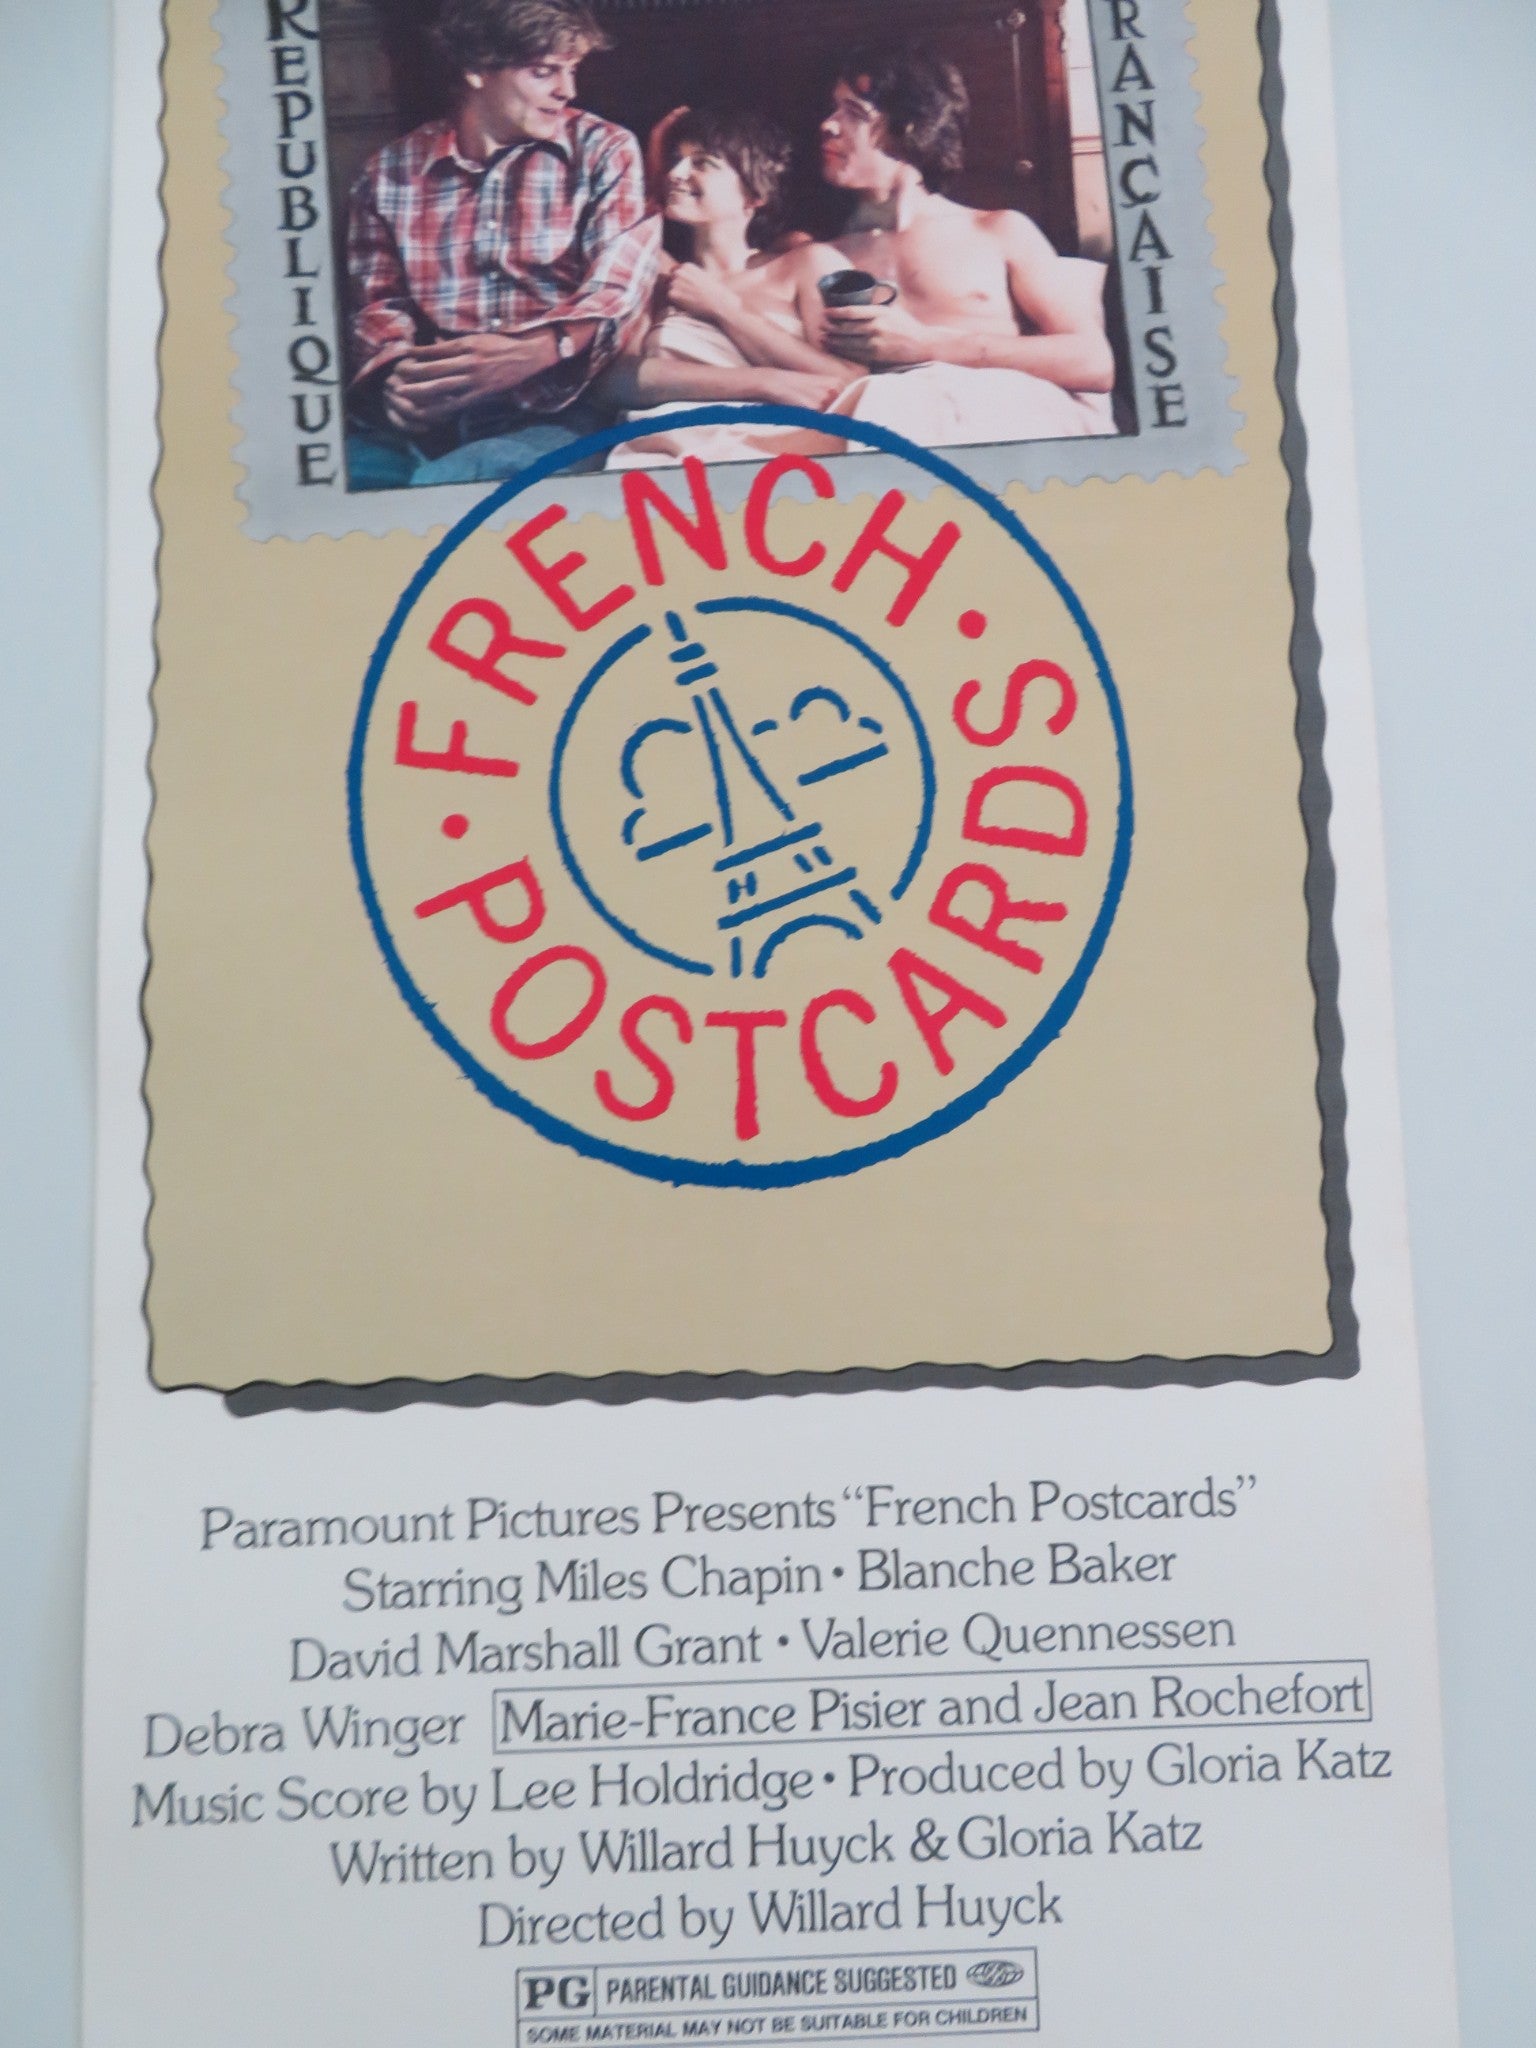 RÉPUBLIQUE
FRANÇAISE
• FRENCH •
POSTCARDS
Paramount Pictures Presents “French Postcards”
Starring Miles Chapin • Blanche Baker
David Marshall Grant • Valerie Quennessen
Debra Winger Marie-France Pisier and Jean Rochefort
Music Score by Lee Holdridge • Produced by Gloria Katz
Written by Willard Huyck & Gloria Katz
Directed by Willard Huyck
PG PARENTAL GUIDANCE SUGGESTED
SOME MATERIAL MAY NOT BE SUITABLE FOR CHILDREN